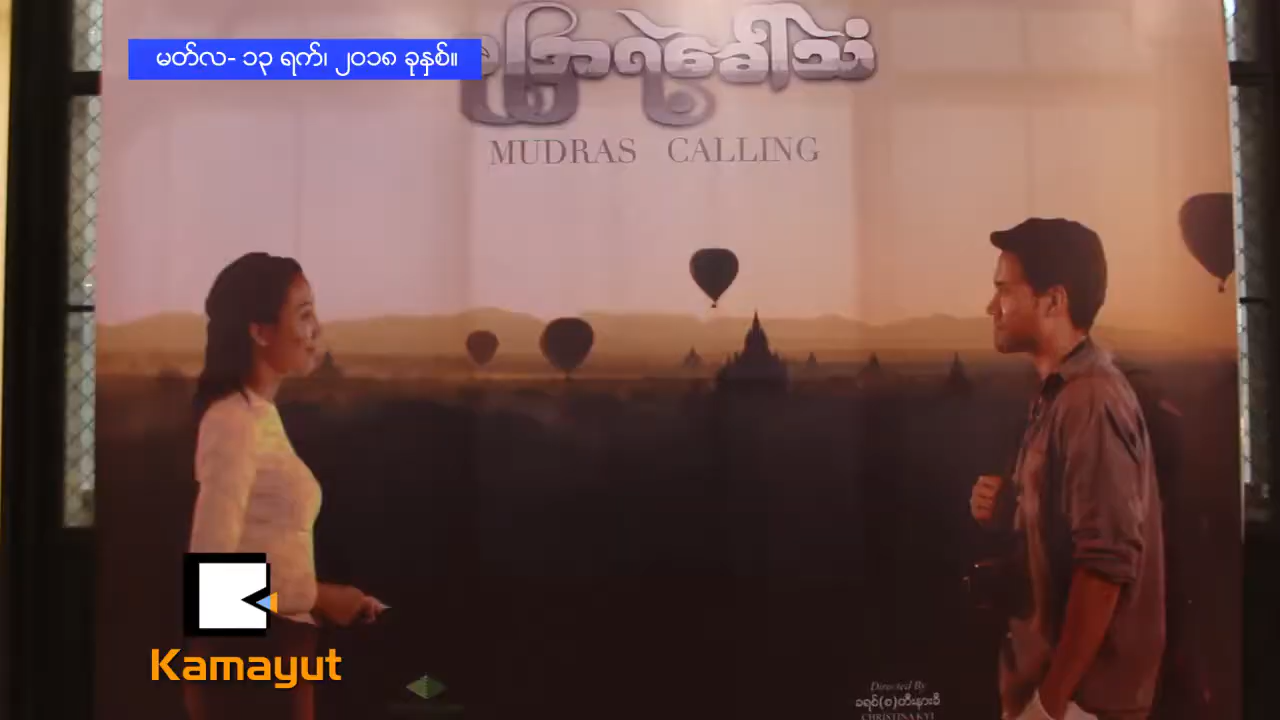 မတ်လ- ၁၃ ရက်၊ ၂၀၁၈ ခုနှစ်။
မုဒြာရဲ့ခေါ်သံ
MUDRAS CALLING
Kamayut
Directed By
ခရစ်(စ)တီးနားခီ
CHRISTINA KYI